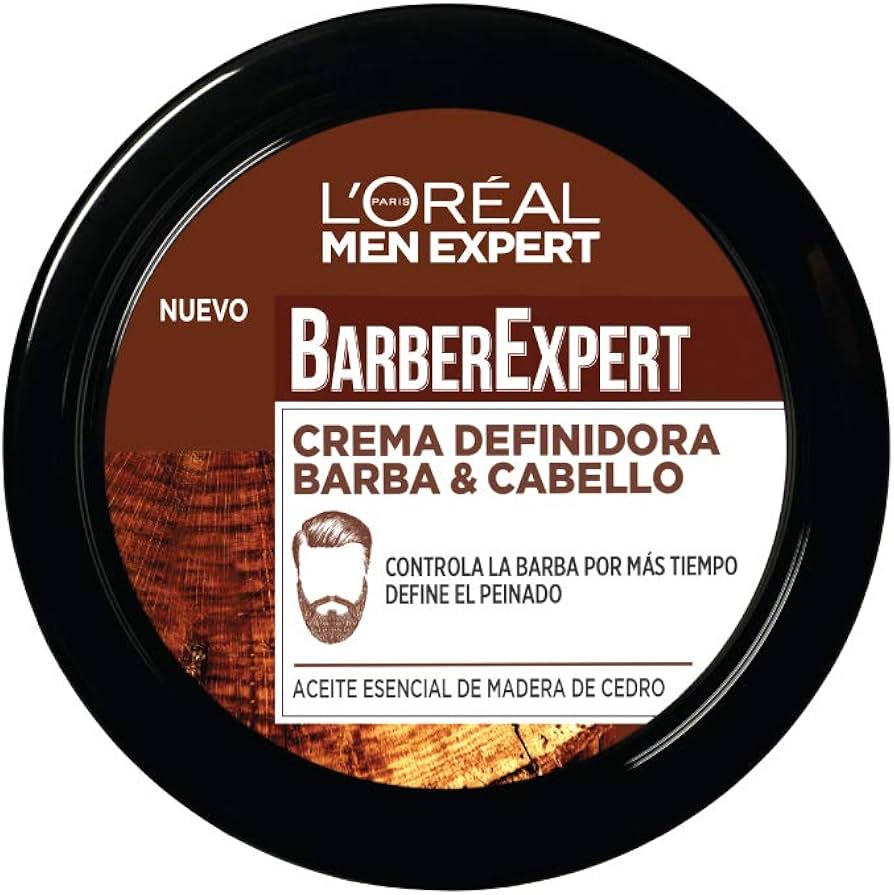 L'ORÉAL
PARIS
MEN EXPERT
NUEVO
BARBEREXPERT
CREMA DEFINIDORA
BARBA & CABELLO
CONTROLA LA BARBA POR MÁS TIEMPO
DEFINE EL PEINADO
ACEITE ESENCIAL DE MADERA DE CEDRO